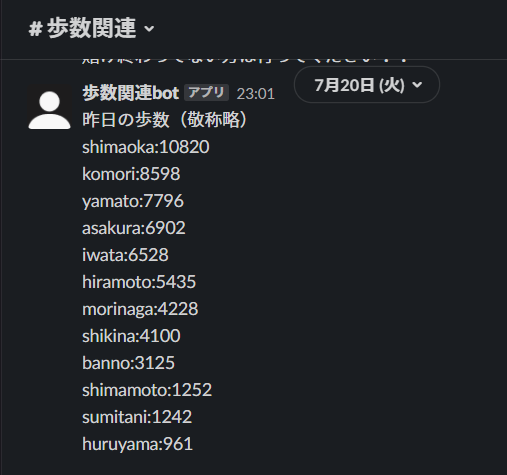 # 歩数関連
7月20日 (火)
歩数関連bot アプリ 23:01
昨日の歩数（敬称略）
shimaoka:10820
komori:8598
yamato:7796
asakura:6902
iwata:6528
hiramoto:5435
morinaga:4228
shikina:4100
banno:3125
shimamoto:1252
sumitani:1242
huruyama:961